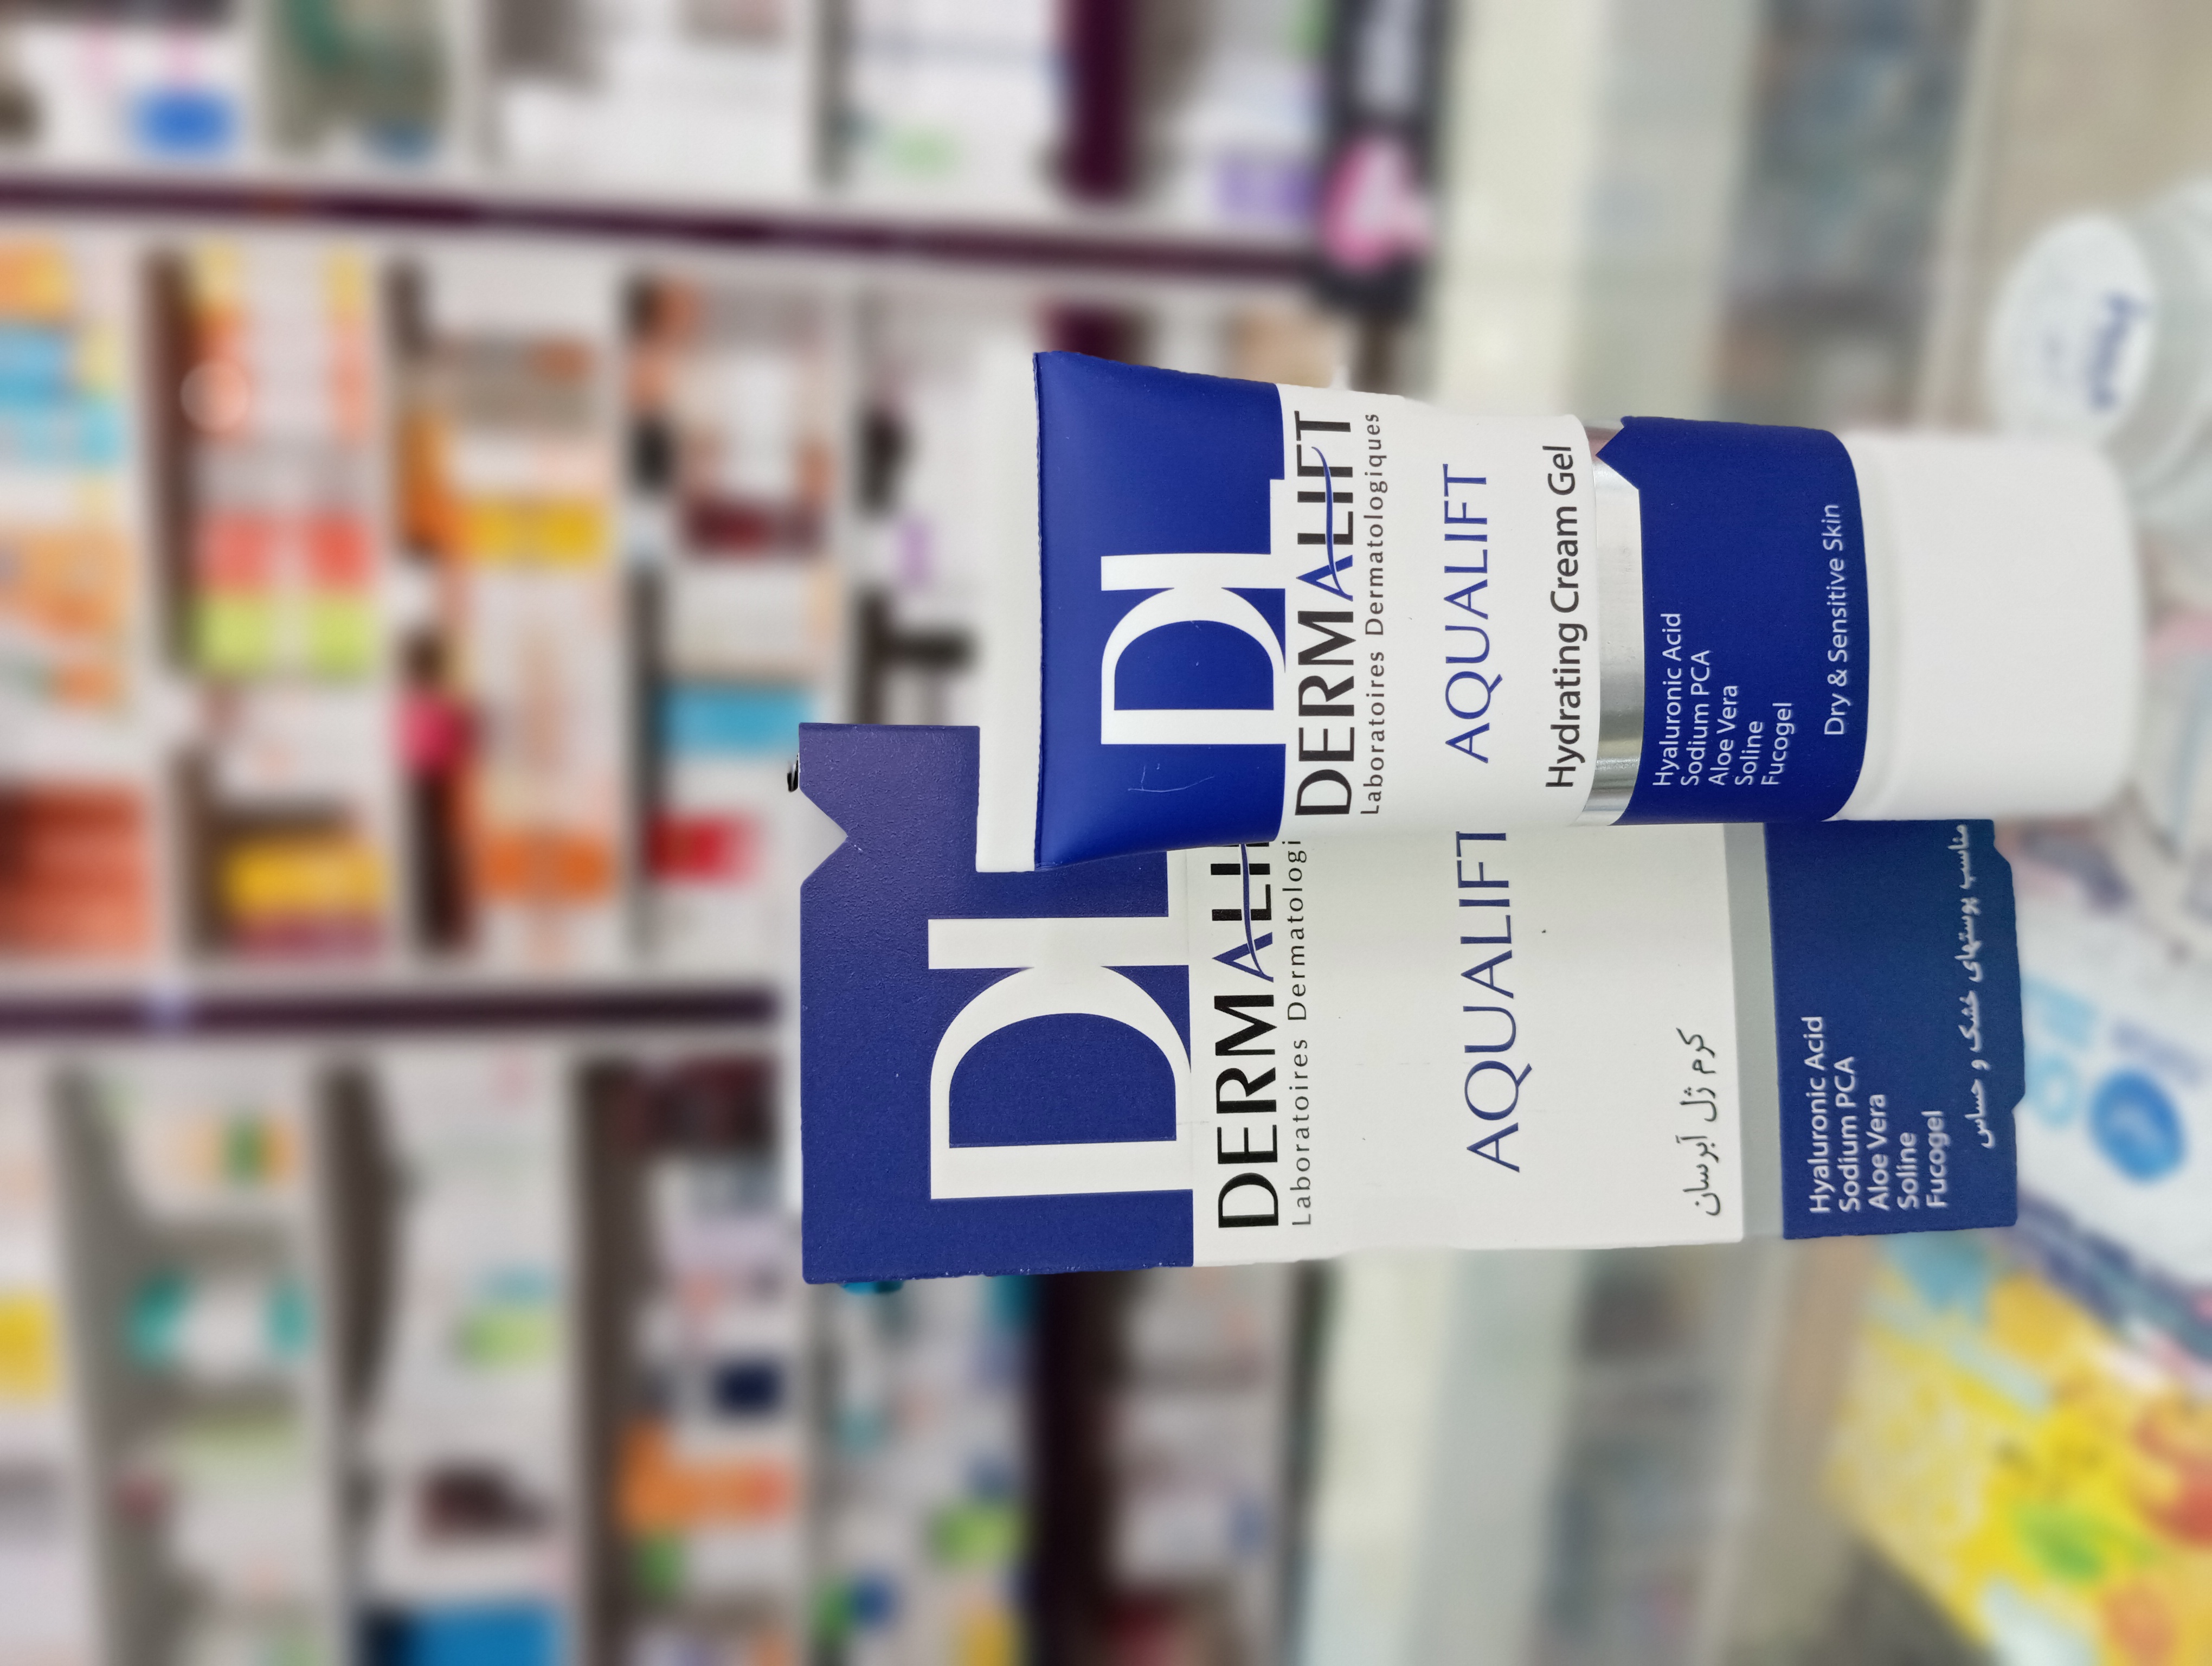 DL
DERMALIFT
Laboratoires Dermatologiques
AQUALIFT
Hydrating Cream Gel
Hyaluronic Acid
Sodium PCA
Aloe Vera
Soline
Fucogel
Dry & Sensitive Skin
DL
DERMALIF
Laboratoires Dermatologi
AQUALIFT
کرم ژل آبرسان
Hyaluronic Acid
Sodium PCA
Aloe Vera
Soline
Fucogel
مناسب پوستهای خشک و حساس